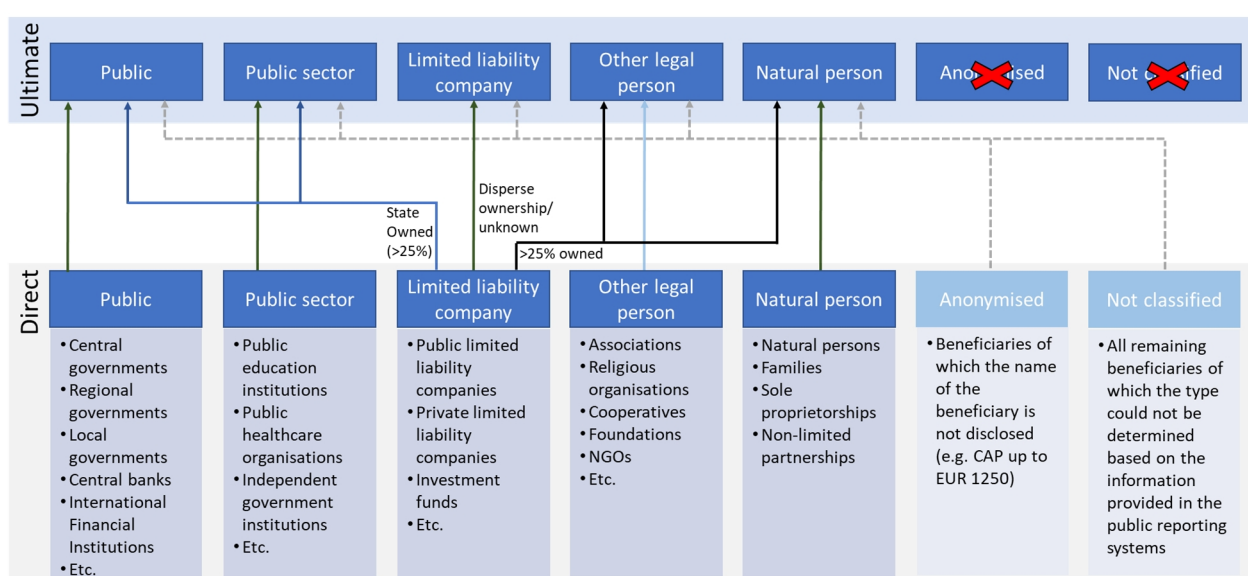 Ultimate
Public
Public sector
Limited liability
company
Other legal
person
Natural person
Anonymised
Not classified
State
Owned
(>25%)
Disperse
ownership/
unknown
>25% owned
Direct
Public
Public sector
Limited liability
company
Other legal
person
Natural person
Anonymised
Not classified
• Central
governments
• Regional
governments
• Local
governments
• Central banks
• International
Financial
Institutions
• Etc.
• Public
education
institutions
• Public
healthcare
organisations
• Independent
government
institutions
• Etc.
• Public limited
liability
companies
• Private limited
liability
companies
• Investment
funds
• Etc.
• Associations
• Religious
organisations
• Cooperatives
• Foundations
• NGOs
• Etc.
• Natural persons
• Families
• Sole
proprietorships
• Non-limited
partnerships
• Beneficiaries of
which the name
of the
beneficiary is
not disclosed
(e.g. CAP up to
EUR 1250)
• All remaining
beneficiaries of
which the type
could not be
determined
based on the
information
provided in the
public reporting
systems